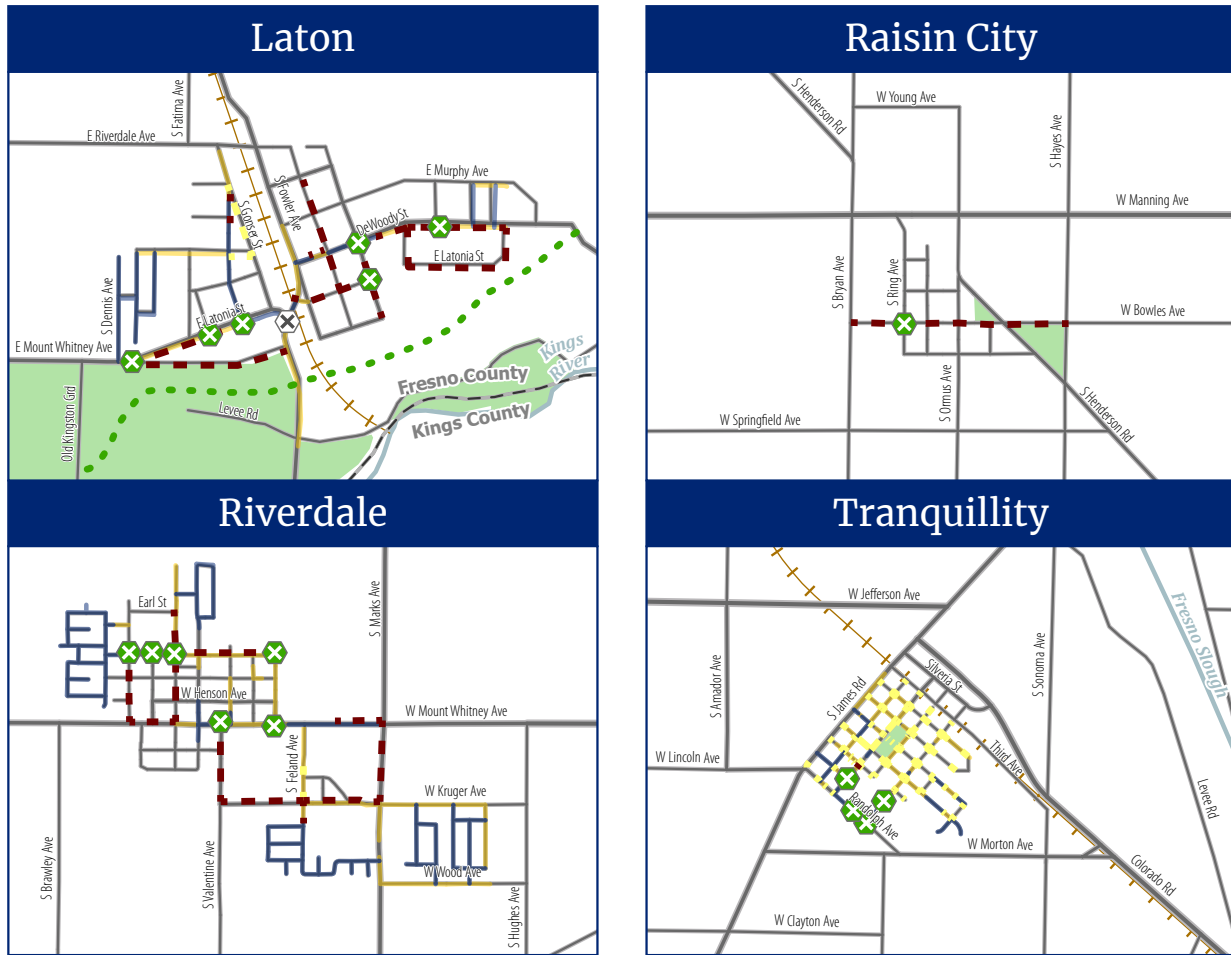 Laton
S Fatima Ave
E Riverdale Ave
S Gonser St
S Fowler Ave
E Murphy Ave
DeWoody St
E Latonia St
S Dennis Ave
E Latonia St
E Mount Whitney Ave
Old Kingston Grd
Levee Rd
Fresno County
Kings County
Kings
River
Raisin City
S Henderson Rd
W Young Ave
S Hayes Ave
W Manning Ave
S Bryan Ave
S Ring Ave
W Bowles Ave
S Ormus Ave
W Springfield Ave
S Henderson Rd
Riverdale
Earl St
S Marks Ave
W Henson Ave
W Mount Whitney Ave
S Feland Ave
W Kruger Ave
S Brawley Ave
S Valentine Ave
W Wood Ave
S Hughes Ave
Tranquillity
W Jefferson Ave
Fresno Slough
S Amador Ave
S James Rd
Silveria St
S Sonoma Ave
W Lincoln Ave
Third Ave
Randolph Ave
Levee Rd
W Morton Ave
Colorado Rd
W Clayton Ave